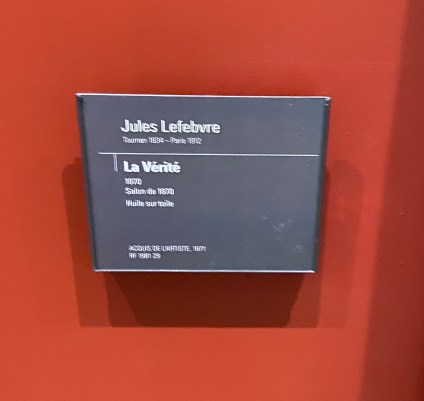 Jules Lefebvre
Tournan 1834 – Paris 1912
La Vérité
1870
Salon de 1870
Huile sur toile
ACQUIS DE L'ARTISTE, 1871
RF 1981 29